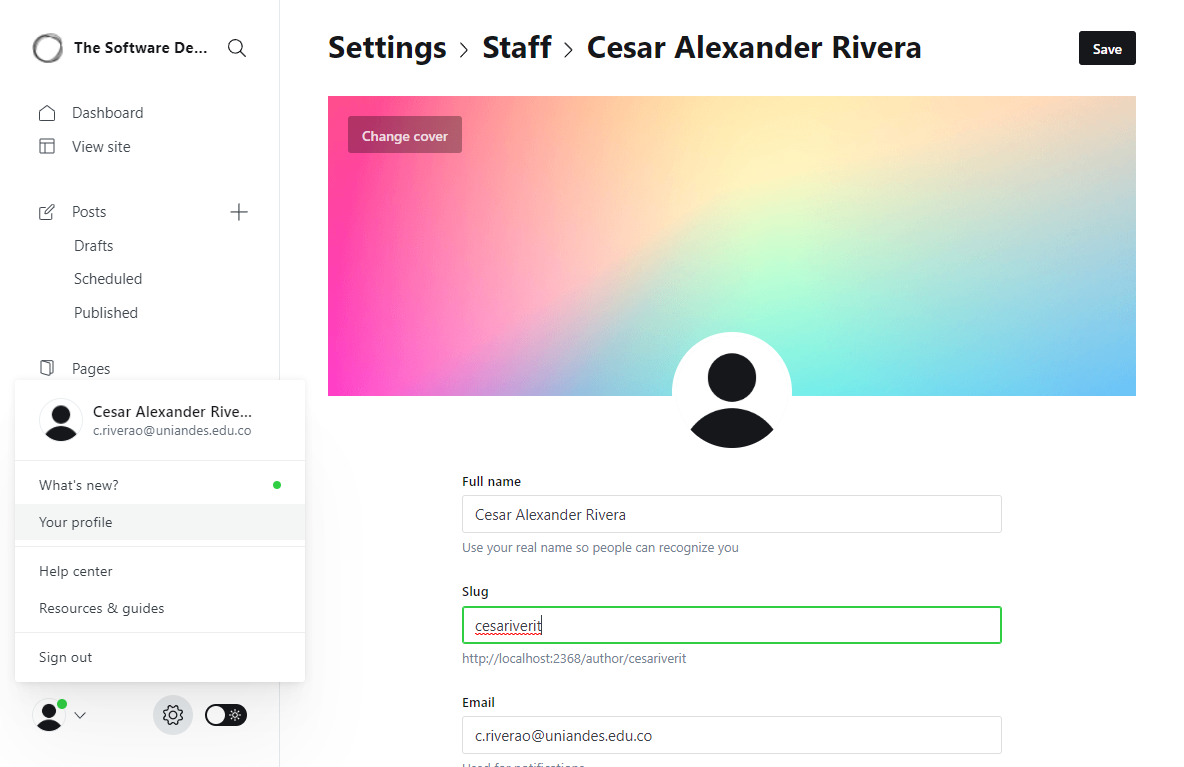 The Software De...
Settings > Staff > Cesar Alexander Rivera
Save
Dashboard
View site
Change cover
Posts
Drafts
Scheduled
Published
Pages
Cesar Alexander Rive...
c.riverao@uniandes.edu.co
What's new?
Your profile
Help center
Resources & guides
Sign out
Full name
Cesar Alexander Rivera
Use your real name so people can recognize you
Slug
cesariverit
http://localhost:2368/author/cesariverit
Email
c.riverao@uniandes.edu.co
Used for notifications